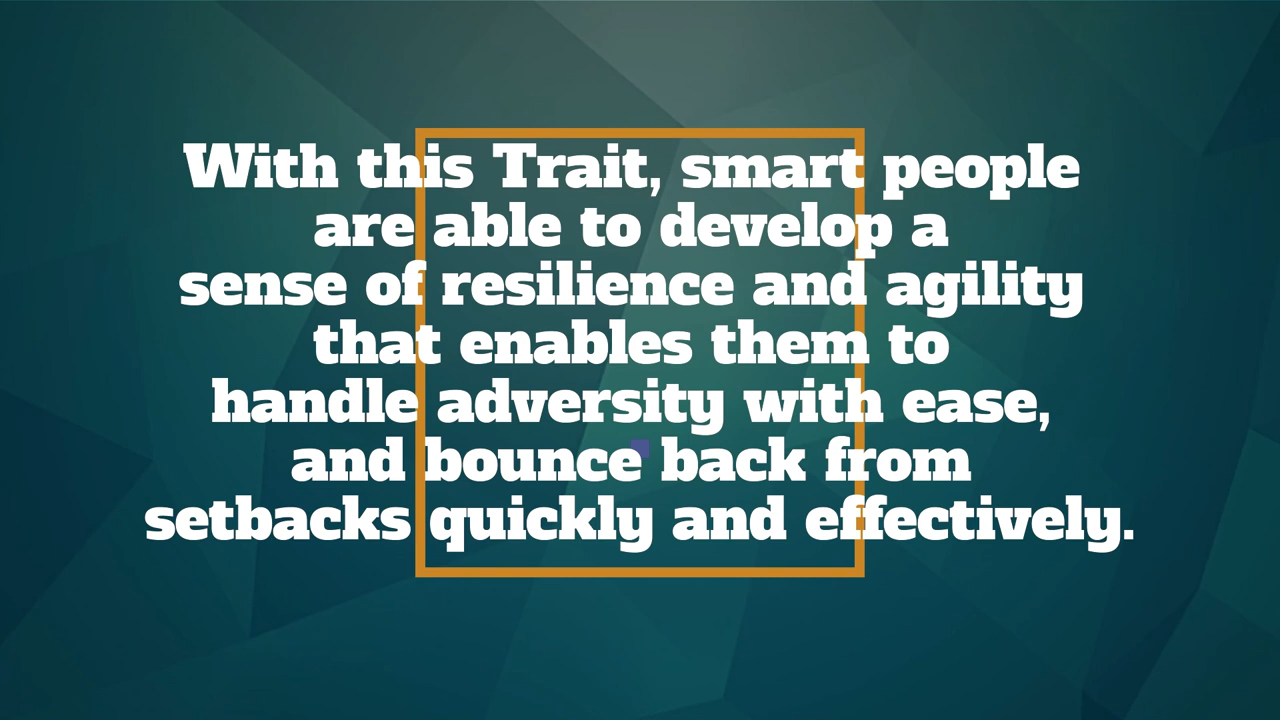 With this Trait, smart people
are able to develop a
sense of resilience and agility
that enables them to
handle adversity with ease,
and bounce back from
setbacks quickly and effectively.